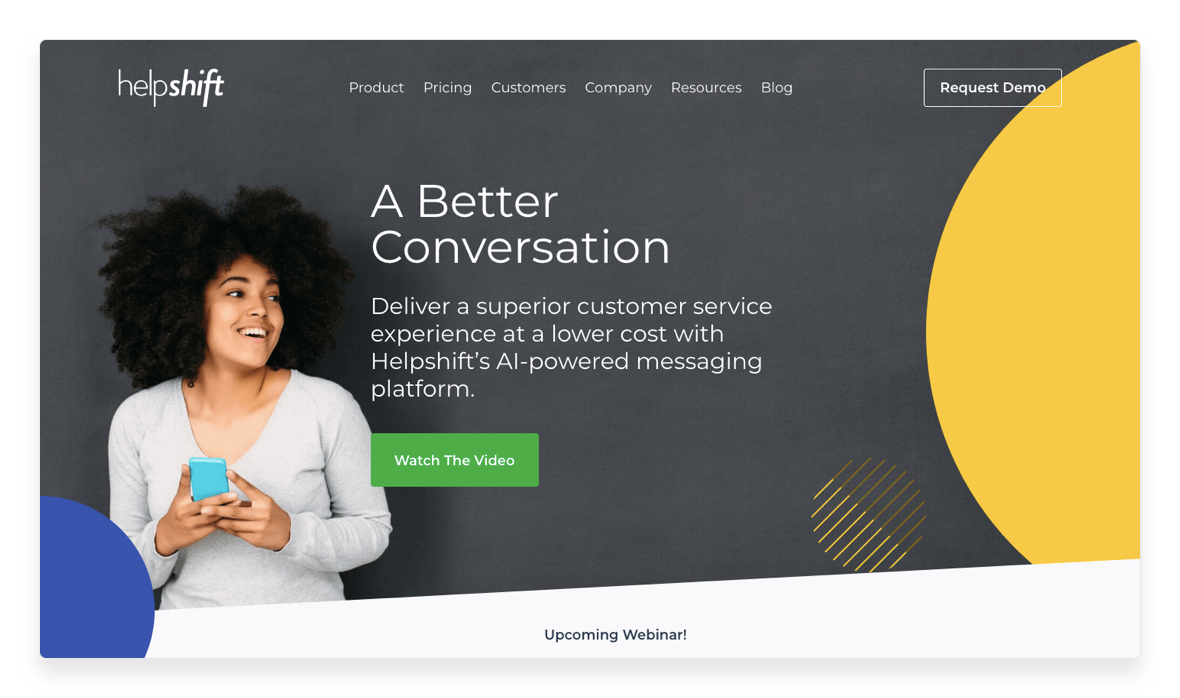 helpshift
Product Pricing Customers Company Resources Blog
Request Demo
A Better
Conversation
Deliver a superior customer service
experience at a lower cost with
Helpshift’s AI-powered messaging
platform.
Watch The Video
Upcoming Webinar!